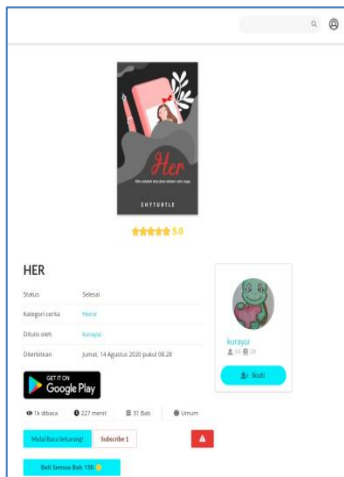 Her
SHYTURTLE
5.0
HER
Status Selesai
Kategori cerita Horor
Ditulis oleh kurayui
Diterbitkan Jumat, 14 Agustus 2020 pukul 08.28
GET IT ON
Google Play
kurayui
Ikuti
1k dibaca 227 menit 31 Bab Umum
Mulai Baca Sekarang! Subscribe 1
Beli Semua Bab 150